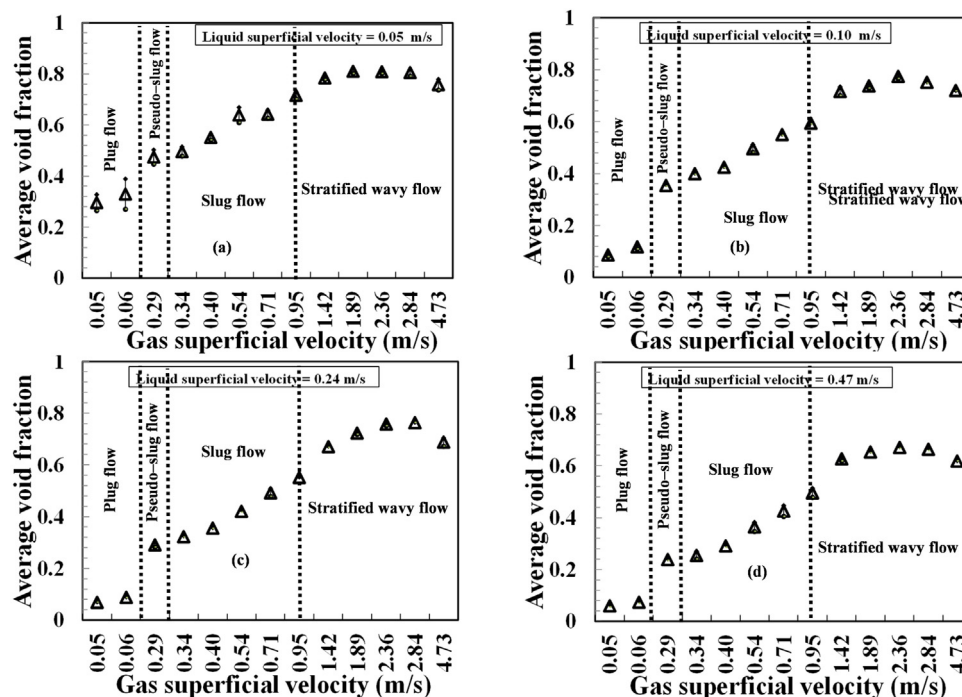 Liquid superficial velocity = 0.05 m/s
Average void fraction
1
0.8
0.6
0.4
0.2
0
Plug flow
Pseudo-slug flow
Slug flow
Stratified wavy flow
(a)
0.05
0.06
0.29
0.34
0.40
0.54
0.71
0.95
1.42
1.89
2.36
2.84
4.73
Gas superficial velocity (m/s)
Liquid superficial velocity = 0.10 m/s
Average void fraction
1
0.8
0.6
0.4
0.2
0
Plug flow
Pseudo-slug flow
Slug flow
Stratified wavy flow
Stratified wavy flow
(b)
0.05
0.06
0.29
0.34
0.40
0.54
0.71
0.95
1.42
1.89
2.36
2.84
4.73
Gas superficial velocity (m/s)
Liquid superficial velocity = 0.24 m/s
Average void fraction
1
0.8
0.6
0.4
0.2
0
Plug flow
Pseudo-slug flow
Slug flow
Stratified wavy flow
(c)
0.05
0.06
0.29
0.34
0.40
0.54
0.71
0.95
1.42
1.89
2.36
2.84
4.73
Gas superficial velocity (m/s)
Liquid superficial velocity = 0.47 m/s
Average void fraction
1
0.8
0.6
0.4
0.2
0
Plug flow
Pseudo-slug flow
Slug flow
Stratified wavy flow
(d)
0.05
0.06
0.29
0.34
0.40
0.54
0.71
0.95
1.42
1.89
2.36
2.84
4.73
Gas superficial velocity (m/s)